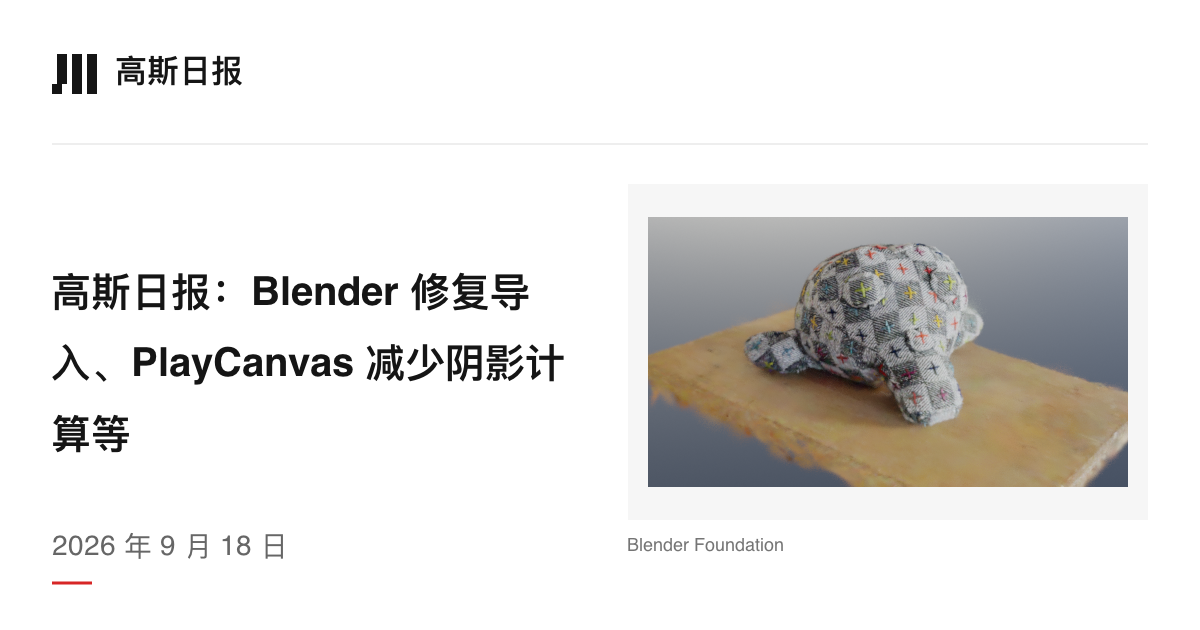 高斯日报
高斯日报：Blender 修复导
入、PlayCanvas 减少阴影计
算等
2026 年 9 月 18 日
Blender Foundation